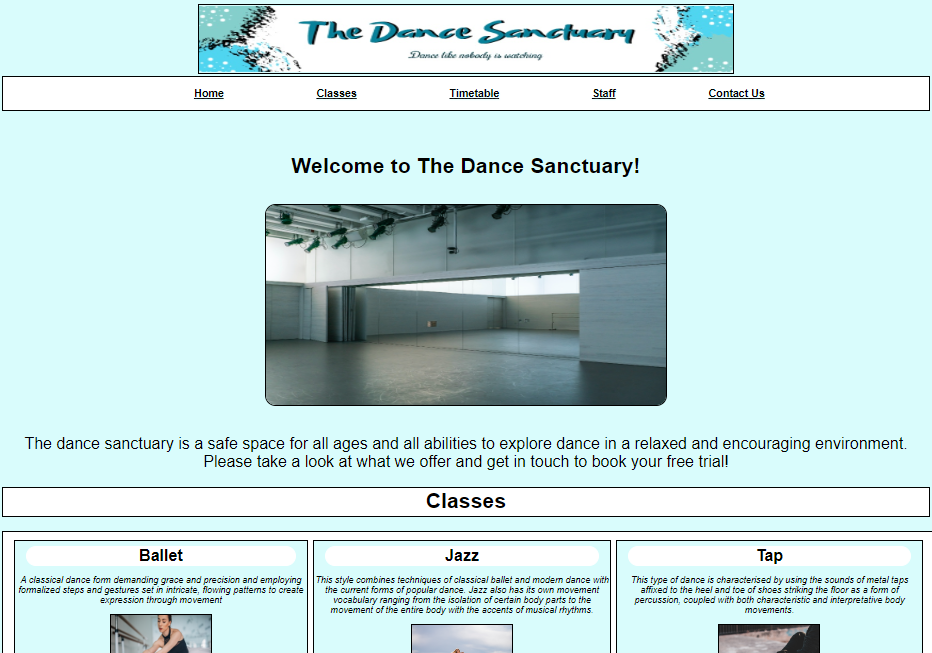 The Dance Sanctuary
Dance like nobody is watching
Home Classes Timetable Staff Contact Us
Welcome to The Dance Sanctuary!
The dance sanctuary is a safe space for all ages and all abilities to explore dance in a relaxed and encouraging environment.
Please take a look at what we offer and get in touch to book your free trial!
Classes
Ballet
A classical dance form demanding grace and precision and employing
formalized steps and gestures set in intricate, flowing patterns to create
expression through movement
Jazz
This style combines techniques of classical ballet and modern dance with
the current forms of popular dance. Jazz also has its own movement
vocabulary ranging from the isolation of certain body parts to the
movement of the entire body with the accents of musical rhythms.
Tap
This type of dance is characterised by using the sounds of metal taps
affixed to the heel and toe of shoes striking the floor as a form of
percussion, coupled with both characteristic and interpretative body
movements.